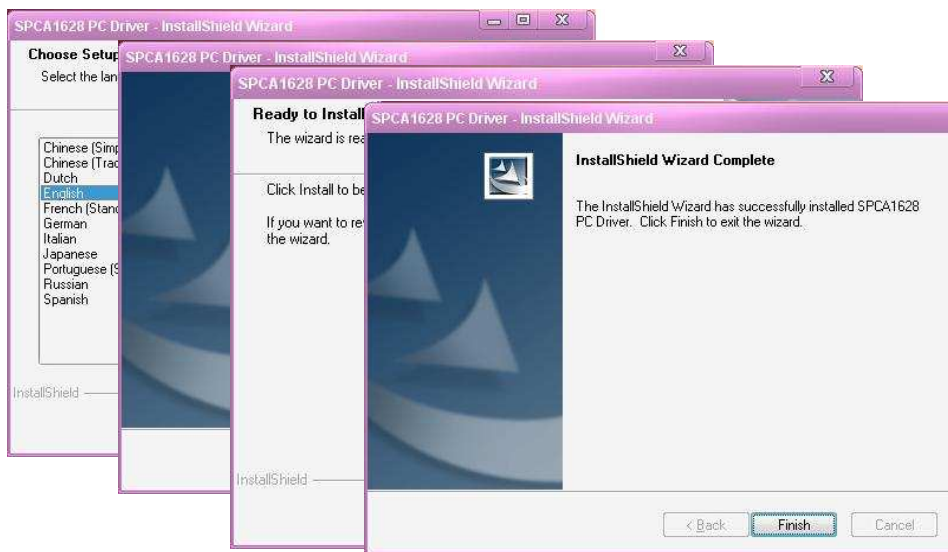 SPCA1628 PC Driver - InstallShield Wizard
Choose Setup
Select the lan
Chinese (Simp
Chinese (Trad
Dutch
English
French (Stand
German
Italian
Japanese
Portuguese (S
Russian
Spanish
InstallShield
SPCA1628 PC Driver - InstallShield Wizard
SPCA1628 PC Driver - InstallShield Wizard
Ready to Install
The wizard is rea
Click Install to be
If you want to re
the wizard.
InstallShield
SPCA1628 PC Driver - InstallShield Wizard
InstallShield Wizard Complete
The InstallShield Wizard has successfully installed SPCA1628
PC Driver. Click Finish to exit the wizard.
< Back
Finish
Cancel